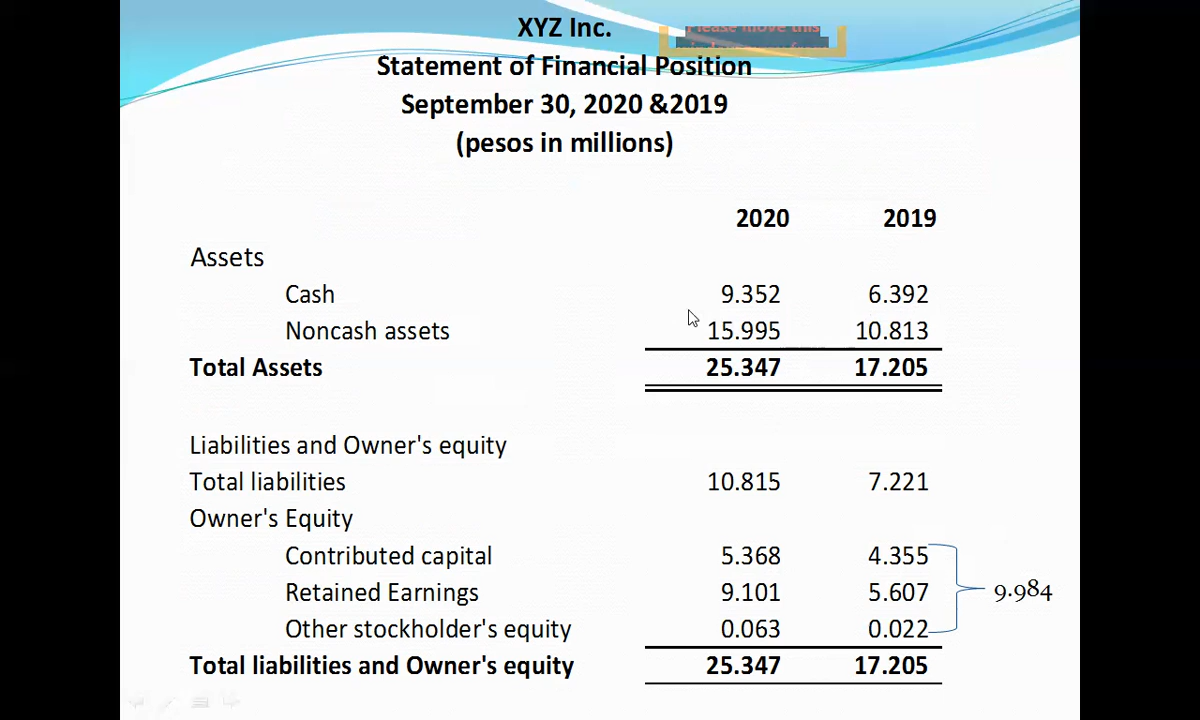 XYZ Inc.
Please move this
Statement of Financial Position
September 30, 2020 &2019
(pesos in millions)
2020 2019
Assets
Cash 9.352 6.392
Noncash assets 15.995 10.813
Total Assets 25.347 17.205
Liabilities and Owner's equity
Total liabilities 10.815 7.221
Owner's Equity
Contributed capital 5.368 4.355
Retained Earnings 9.101 5.607 9.984
Other stockholder's equity 0.063 0.022
Total liabilities and Owner's equity 25.347 17.205